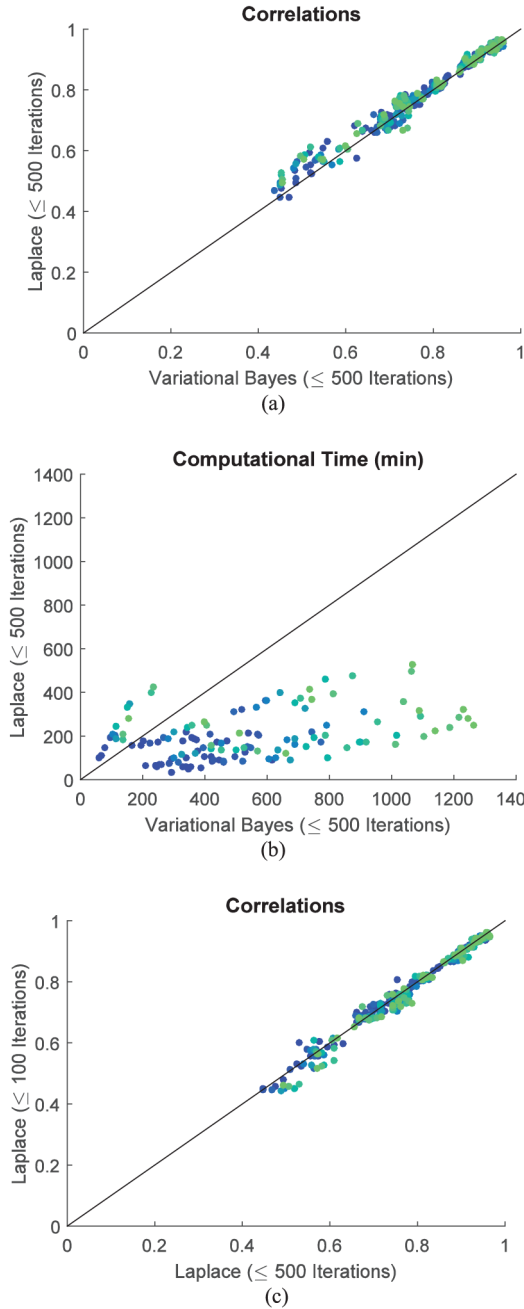 Correlations
Laplace (≤ 500 Iterations)
1
0.8
0.6
0.4
0.2
0
0 0.2 0.4 0.6 0.8 1
Variational Bayes (≤ 500 Iterations)
(a)
Computational Time (min)
Laplace (≤ 500 Iterations)
1400
1200
1000
800
600
400
200
0
0 200 400 600 800 1000 1200 140
Variational Bayes (≤ 500 Iterations)
(b)
Correlations
Laplace (≤ 100 Iterations)
1
0.8
0.6
0.4
0.2
0
0 0.2 0.4 0.6 0.8 1
Laplace (≤ 500 Iterations)
(c)